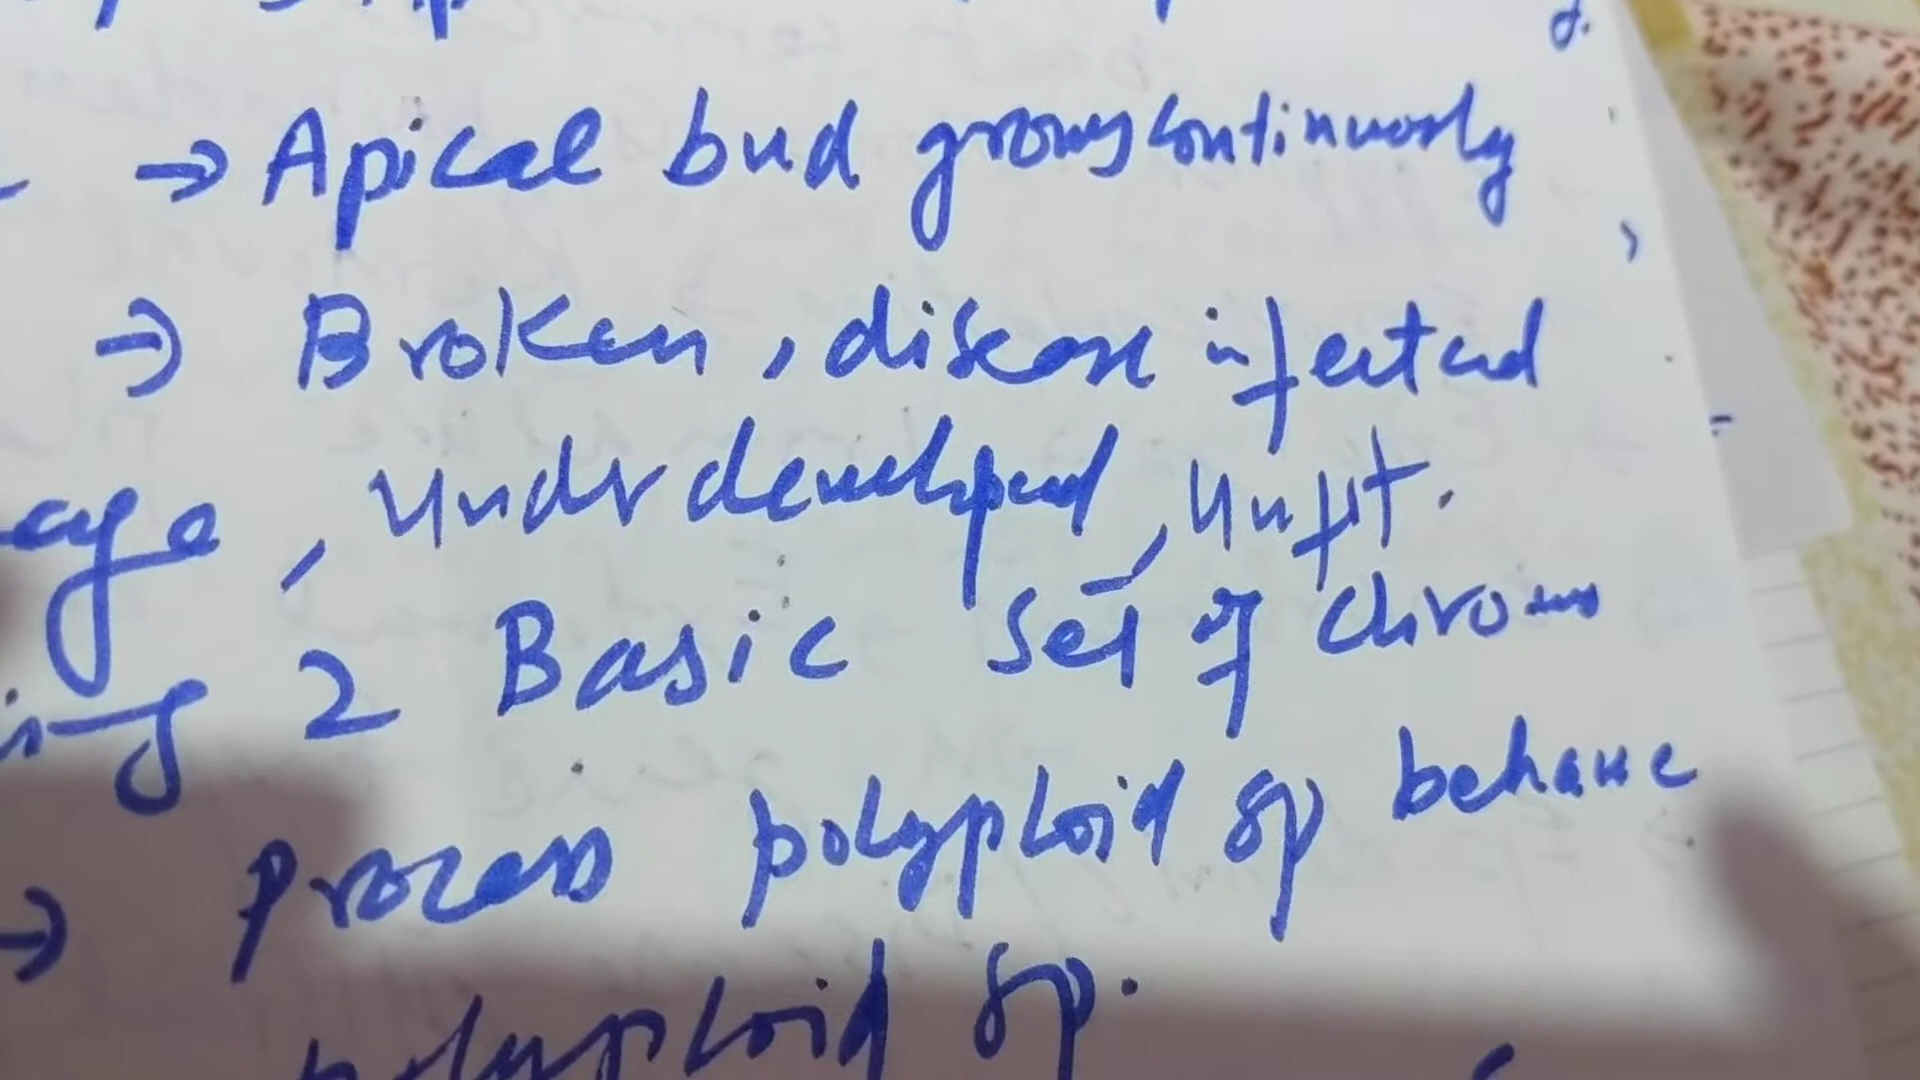 → Apical bud grows continuously
→ Broken, disease infected
, Underdeveloped, unfit.
2 Basic set of chromo
→ Process polyploid sp behave
polyploid sp.